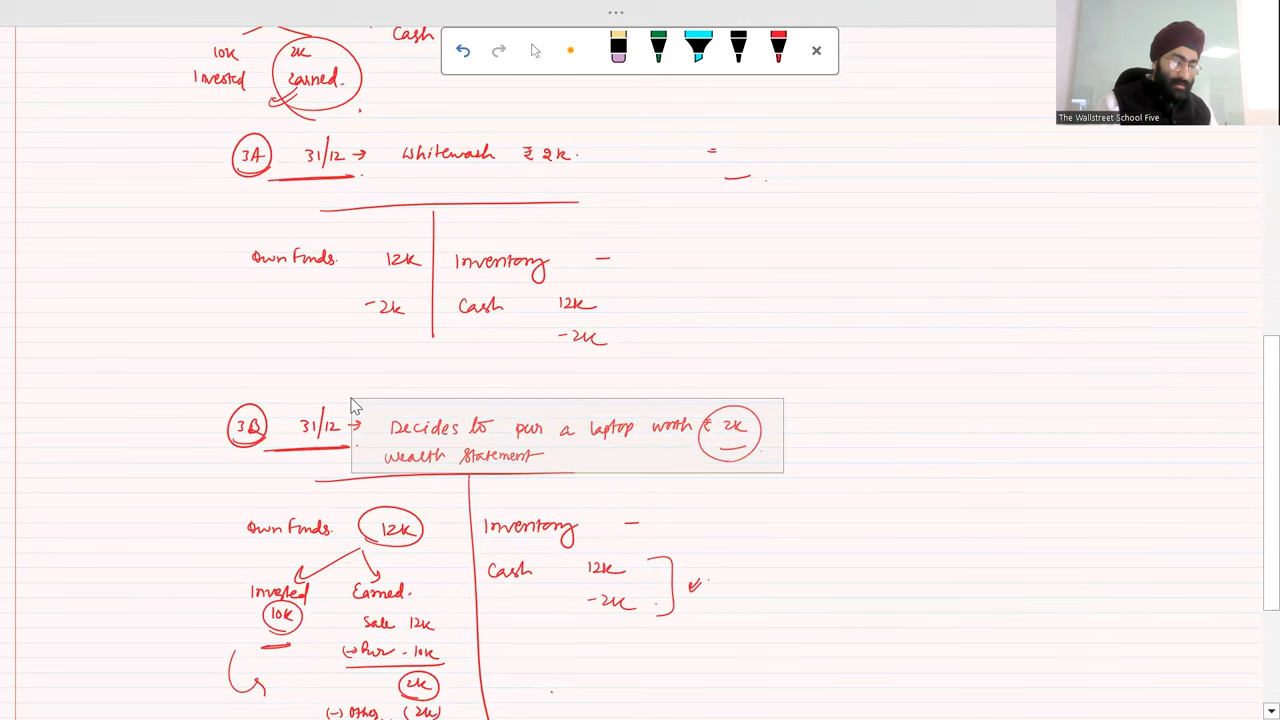 Cash
10K 2K
Invested Earned.
The Wallstreet School Five
3A 31/12 → Whitewash ₹ 2K. =
Own Funds. 12K Inventory —
-2K Cash 12K
-2K
3B 31/12 → Decides to pur a laptop worth ₹ 2K
Wealth Statement
Own Funds. 12K Inventory —
Cash 12K
Invested Earned. -2K
10K Sale 12K
(-) Pur - 10K
2K
(-) Other (2K)